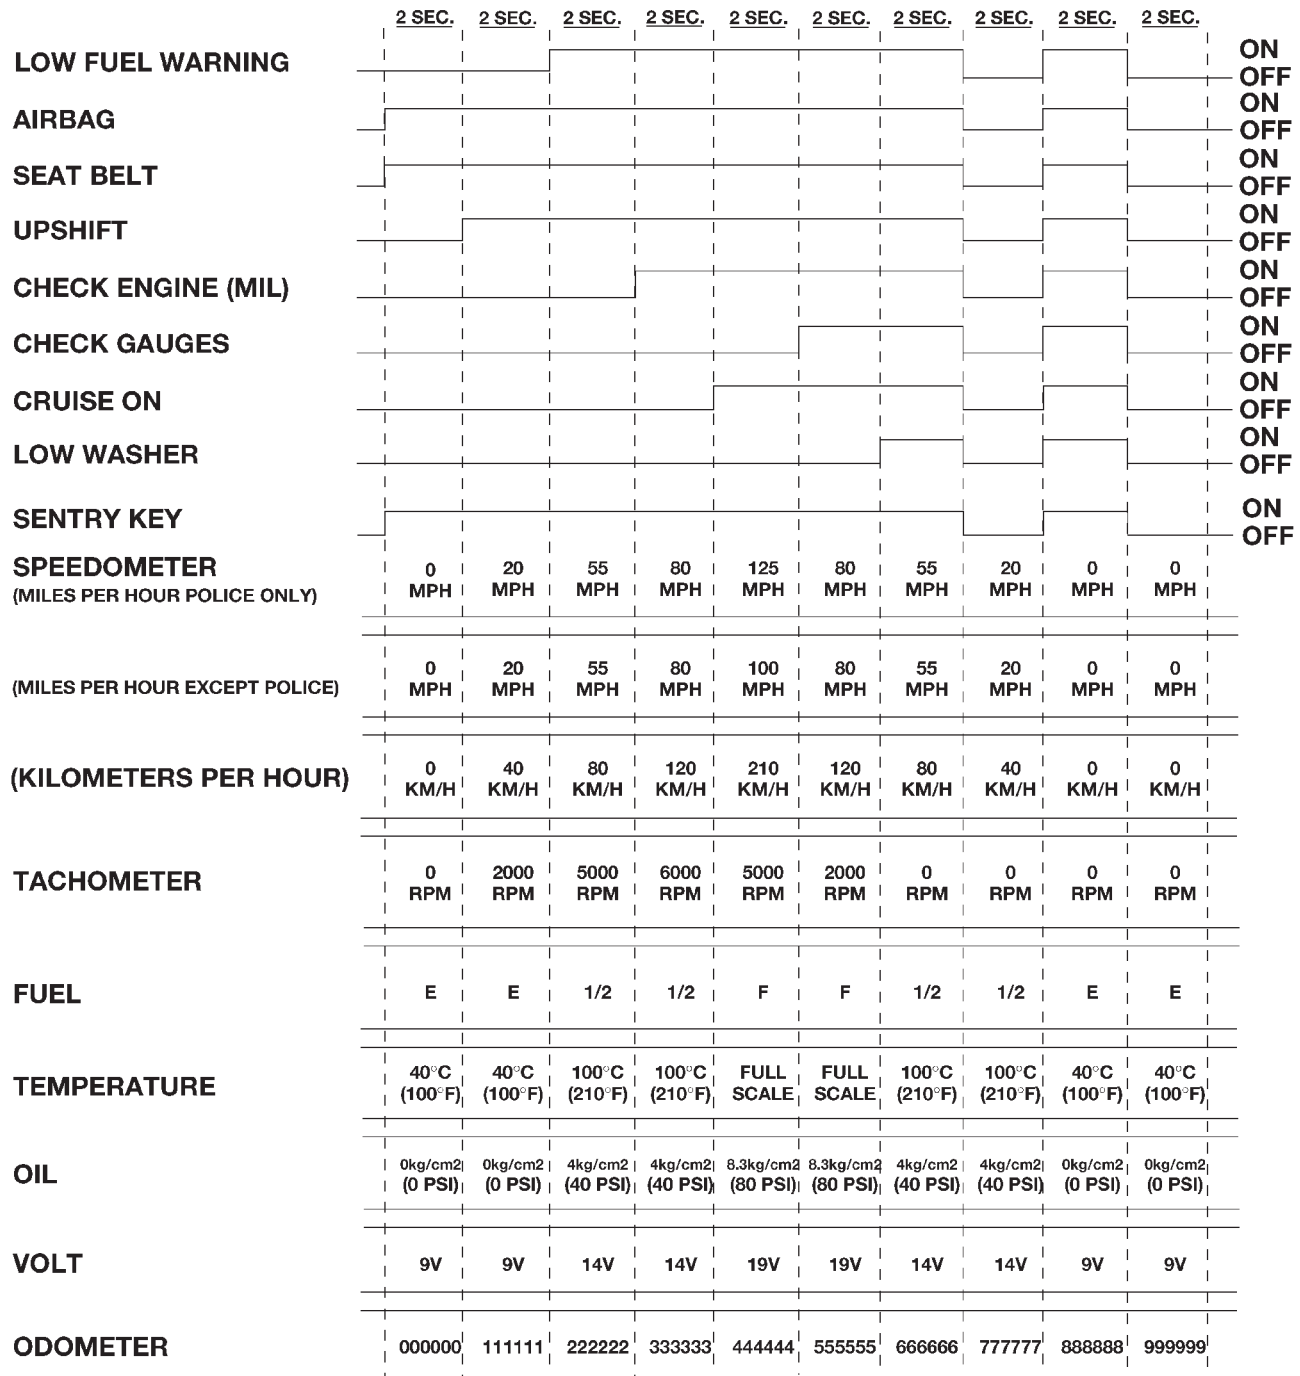 2 SEC. 2 SEC. 2 SEC. 2 SEC. 2 SEC. 2 SEC. 2 SEC. 2 SEC. 2 SEC. 2 SEC.
LOW FUEL WARNING ON
OFF
AIRBAG ON
OFF
SEAT BELT ON
OFF
UPSHIFT ON
OFF
CHECK ENGINE (MIL) ON
OFF
CHECK GAUGES ON
OFF
CRUISE ON ON
OFF
LOW WASHER ON
OFF
SENTRY KEY ON
OFF
SPEEDOMETER 0 20 55 80 125 80 55 20 0 0
(MILES PER HOUR POLICE ONLY) MPH MPH MPH MPH MPH MPH MPH MPH MPH MPH
0 20 55 80 100 80 55 20 0 0
(MILES PER HOUR EXCEPT POLICE) MPH MPH MPH MPH MPH MPH MPH MPH MPH MPH
(KILOMETERS PER HOUR) 0 40 80 120 210 120 80 40 0 0
KM/H KM/H KM/H KM/H KM/H KM/H KM/H KM/H KM/H KM/H
TACHOMETER 0 2000 5000 6000 5000 2000 0 0 0 0
RPM RPM RPM RPM RPM RPM RPM RPM RPM RPM
FUEL E E 1/2 1/2 F F 1/2 1/2 E E
TEMPERATURE 40°C 40°C 100°C 100°C FULL FULL 100°C 100°C 40°C 40°C
(100°F) (100°F) (210°F) (210°F) SCALE SCALE (210°F) (210°F) (100°F) (100°F)
OIL 0kg/cm2 0kg/cm2 4kg/cm2 4kg/cm2 8.3kg/cm2 8.3kg/cm2 4kg/cm2 4kg/cm2 0kg/cm2 0kg/cm2
(0 PSI) (0 PSI) (40 PSI) (40 PSI) (80 PSI) (80 PSI) (40 PSI) (40 PSI) (0 PSI) (0 PSI)
VOLT 9V 9V 14V 14V 19V 19V 14V 14V 9V 9V
ODOMETER 000000 111111 222222 333333 444444 555555 666666 777777 888888 999999